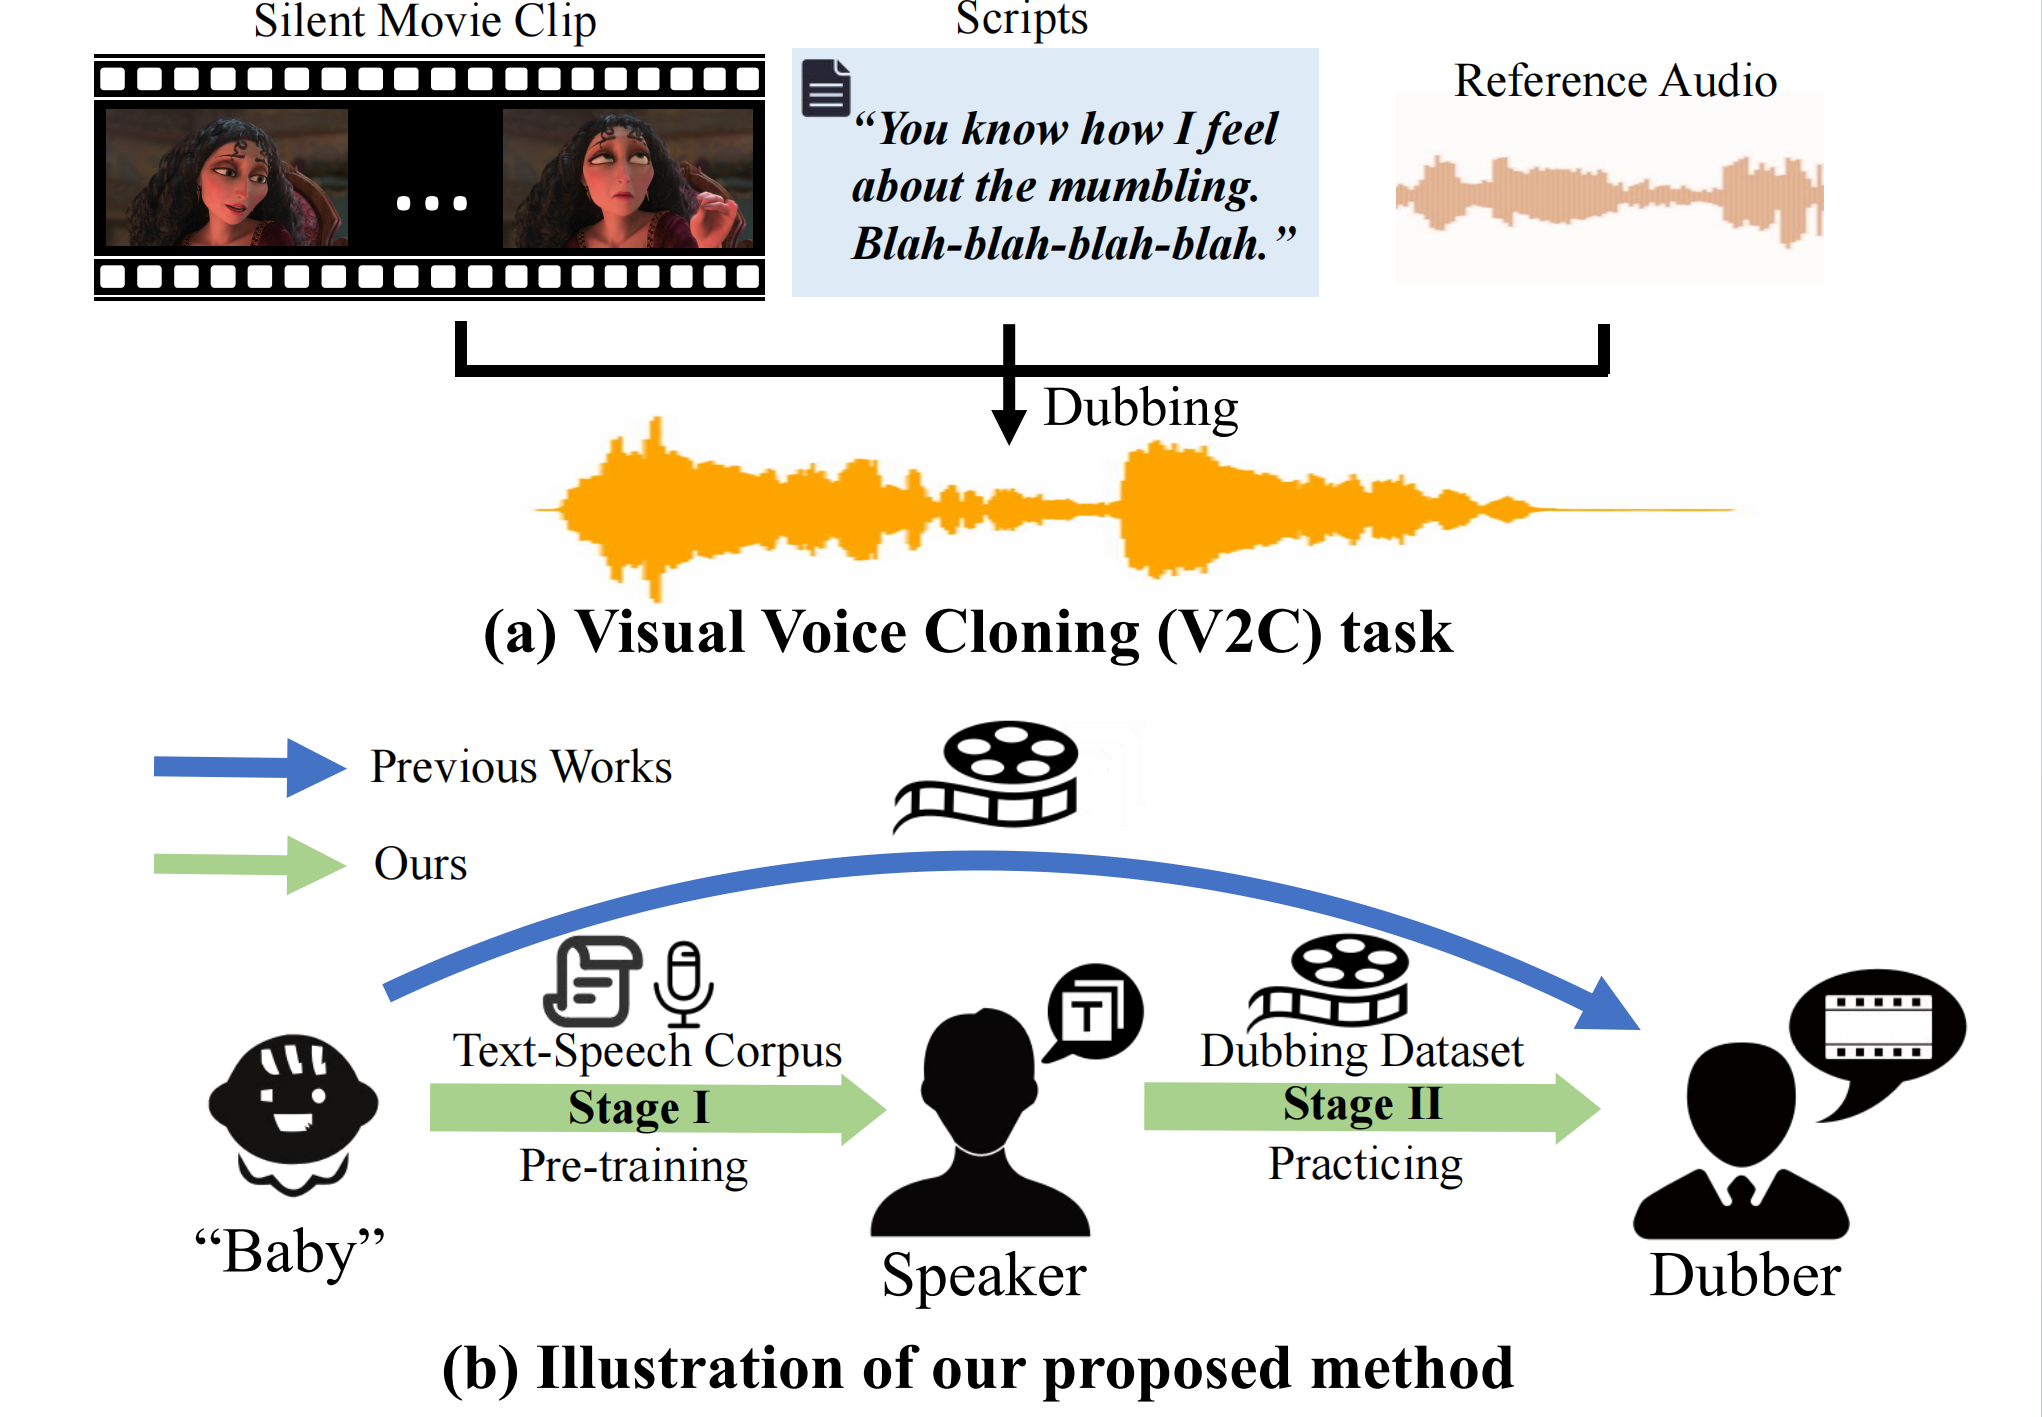 Silent Movie Clip
Scripts
Reference Audio
“You know how I feel
about the mumbling.
Blah-blah-blah-blah.”
Dubbing
(a) Visual Voice Cloning (V2C) task
Previous Works
Ours
T
Text-Speech Corpus
Stage I
Pre-training
Dubbing Dataset
Stage II
Practicing
“Baby”
Speaker
Dubber
(b) Illustration of our proposed method